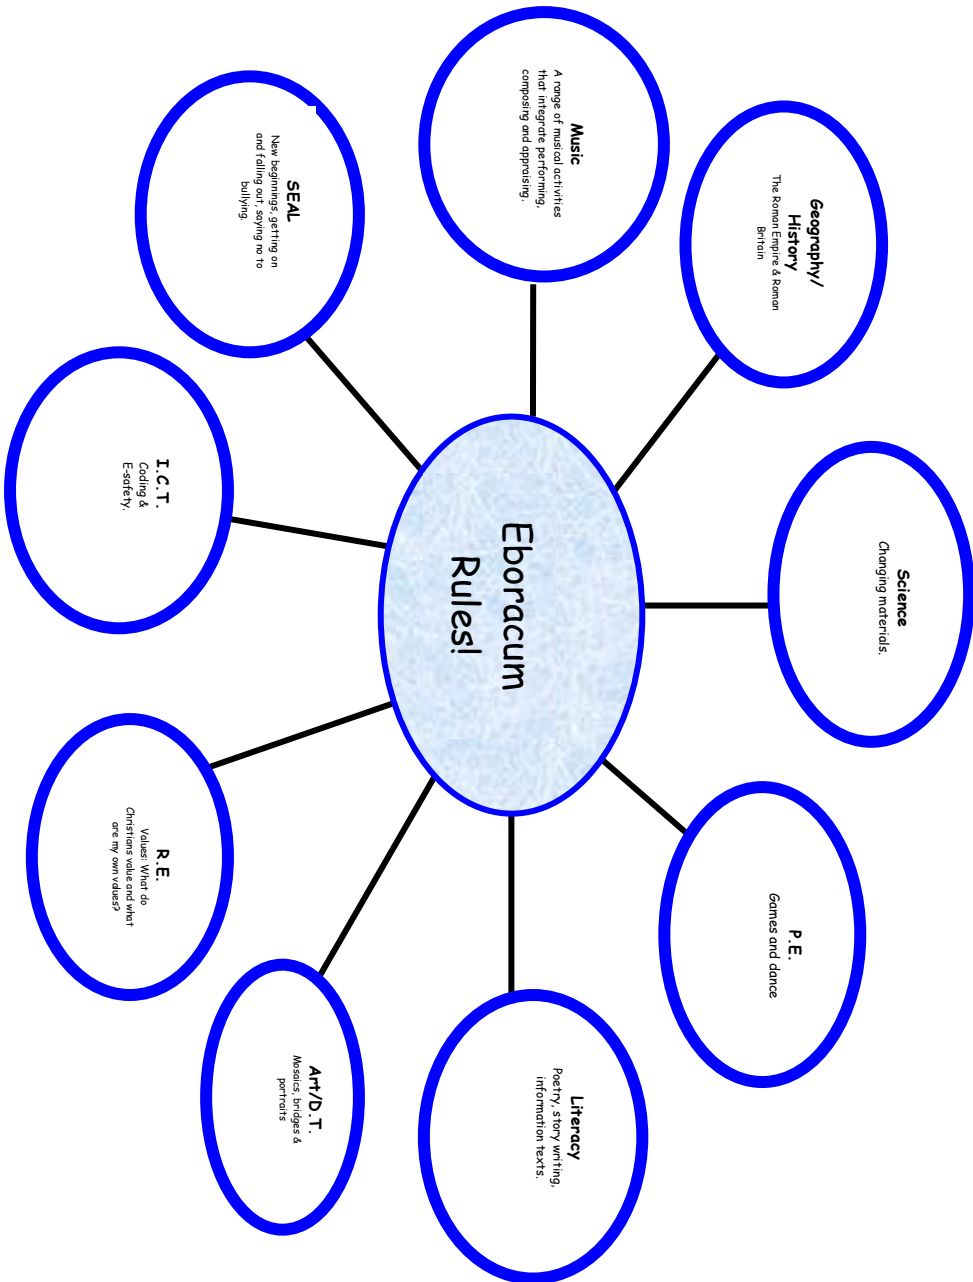 Eboracum
Rules!
Science
Changing materials.
P.E.
Games and dance
Literacy
Poetry, story writing,
information texts.
Art/D.T.
Mosaics, bridges &
portraits
R.E.
Values: What do
Christians value and what
are my own values?
I.C.T.
Coding &
E-safety.
SEAL
New beginnings, getting on
and falling out, saying no to
bullying.
Music
A range of musical activities
that integrate performing,
composing and appraising.
Geography/
History
The Roman Empire & Roman
Britain